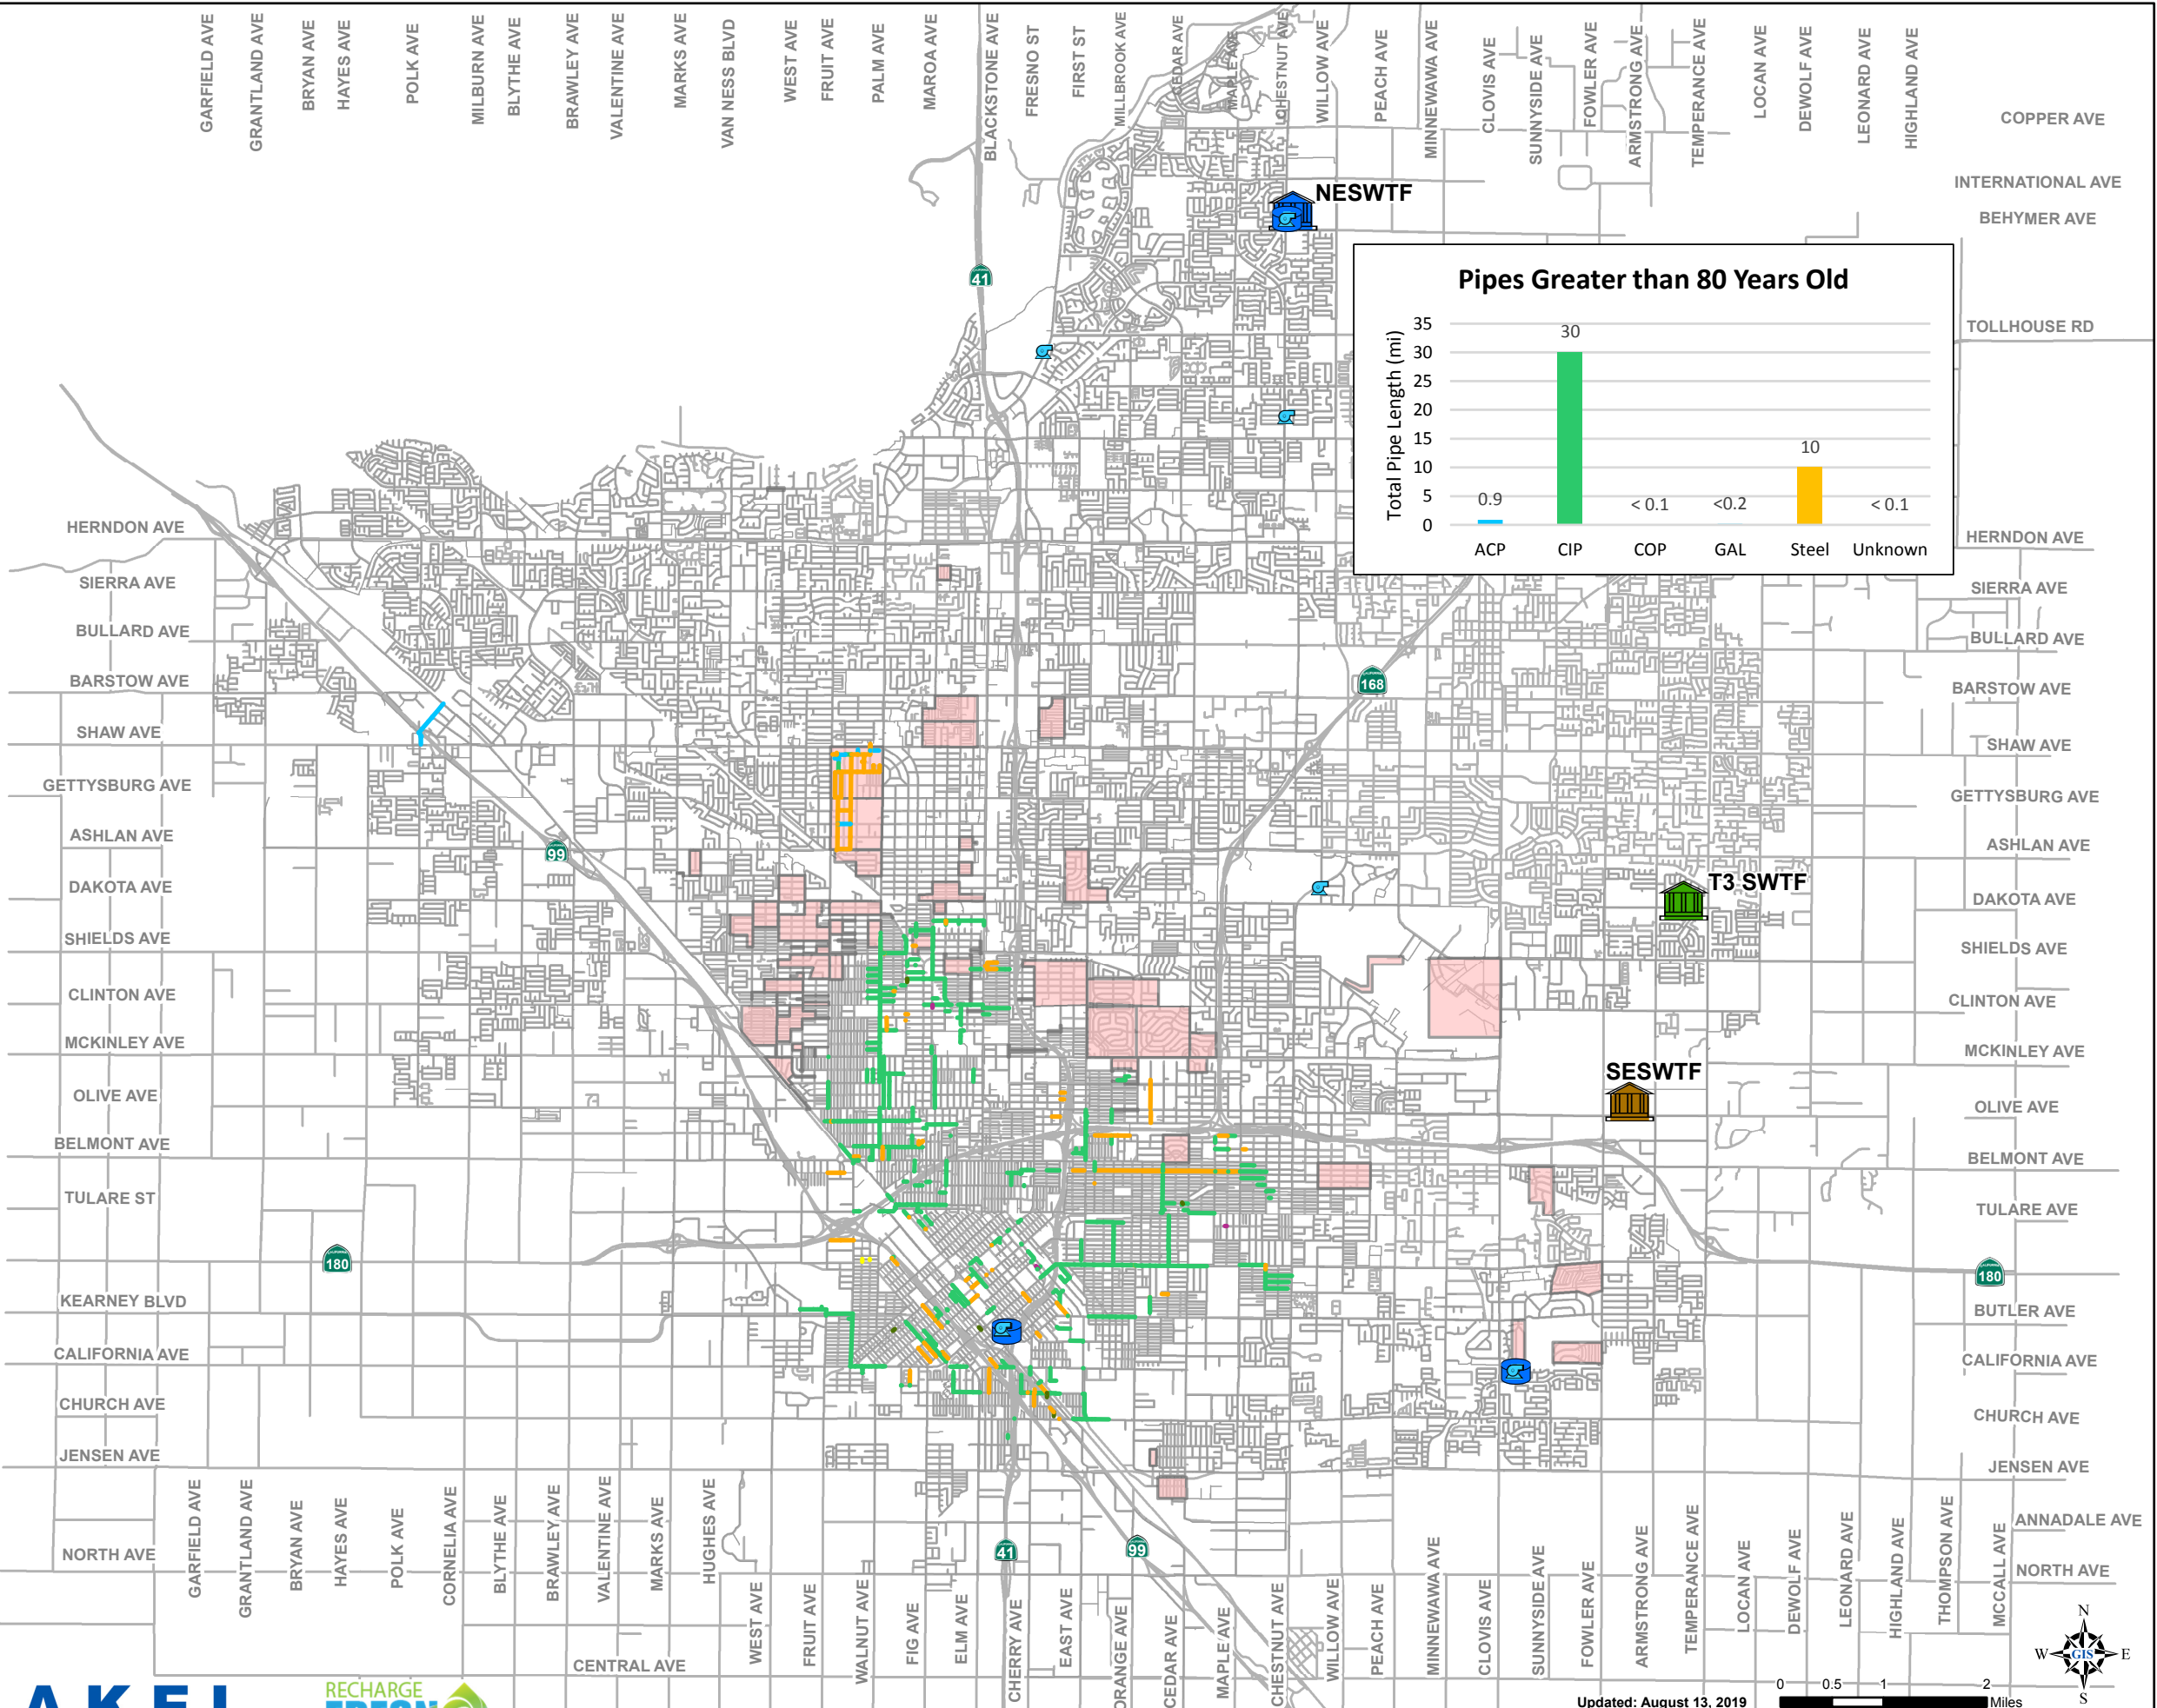 GARFIELD AVE
GRANTLAND AVE
BRYAN AVE
HAYES AVE
POLK AVE
MILBURN AVE
BLYTHE AVE
BRAWLEY AVE
VALENTINE AVE
MARKS AVE
VAN NESS BLVD
WEST AVE
FRUIT AVE
PALM AVE
MAROA AVE
BLACKSTONE AVE
FRESNO ST
FIRST ST
MILLBROOK AVE
CEDAR AVE
MAPLE AVE
CHESTNUT AVE
WILLOW AVE
PEACH AVE
MINNEWAWA AVE
CLOVIS AVE
SUNNYSIDE AVE
FOWLER AVE
ARMSTRONG AVE
TEMPERANCE AVE
LOCAN AVE
DEWOLF AVE
LEONARD AVE
HIGHLAND AVE
COPPER AVE
INTERNATIONAL AVE
BEHYMER AVE
TOLLHOUSE RD
HERNDON AVE
SIERRA AVE
BULLARD AVE
BARSTOW AVE
SHAW AVE
GETTYSBURG AVE
ASHLAN AVE
DAKOTA AVE
SHIELDS AVE
CLINTON AVE
MCKINLEY AVE
OLIVE AVE
BELMONT AVE
TULARE AVE
BUTLER AVE
CALIFORNIA AVE
CHURCH AVE
JENSEN AVE
ANNADALE AVE
NORTH AVE
NESWTF
41
Pipes Greater than 80 Years Old
Total Pipe Length (mi)
35
30
25
20
15
10
5
0
0.9
30
< 0.1
<0.2
10
< 0.1
ACP
CIP
COP
GAL
Steel
Unknown
168
99
T3 SWTF
SESWTF
180
180
41
99
HERNDON AVE
SIERRA AVE
BULLARD AVE
BARSTOW AVE
SHAW AVE
GETTYSBURG AVE
ASHLAN AVE
DAKOTA AVE
SHIELDS AVE
CLINTON AVE
MCKINLEY AVE
OLIVE AVE
BELMONT AVE
TULARE ST
KEARNEY BLVD
CALIFORNIA AVE
CHURCH AVE
JENSEN AVE
NORTH AVE
CENTRAL AVE
GARFIELD AVE
GRANTLAND AVE
BRYAN AVE
HAYES AVE
POLK AVE
CORNELIA AVE
BLYTHE AVE
BRAWLEY AVE
VALENTINE AVE
MARKS AVE
HUGHES AVE
WEST AVE
FRUIT AVE
WALNUT AVE
FIG AVE
ELM AVE
CHERRY AVE
EAST AVE
ORANGE AVE
CEDAR AVE
MAPLE AVE
CHESTNUT AVE
WILLOW AVE
PEACH AVE
MINNEWAWA AVE
CLOVIS AVE
SUNNYSIDE AVE
FOWLER AVE
ARMSTRONG AVE
TEMPERANCE AVE
LOCAN AVE
DEWOLF AVE
LEONARD AVE
HIGHLAND AVE
THOMPSON AVE
MCCALL AVE
N
W GIS E
S
0 0.5 1 2
Miles
Updated: August 13, 2019
AKEL
RECHARGE